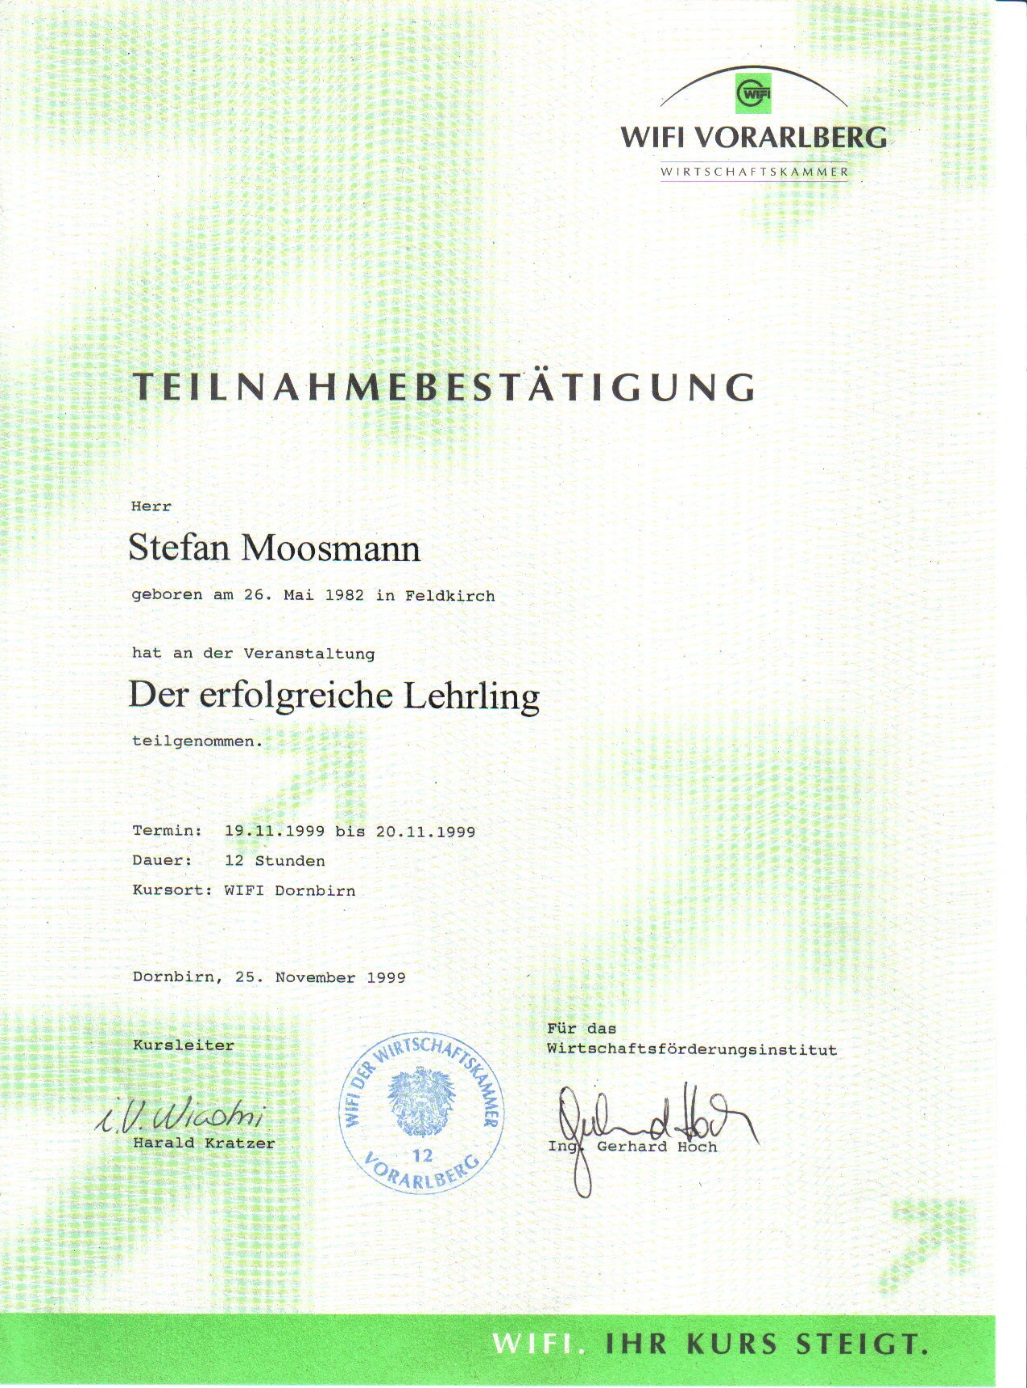 WIFI
WIFI VORARLBERG
WIRTSCHAFTSKAMMER
TEILNAHMEBESTÄTIGUNG
Herr
Stefan Moosmann
geboren am 26. Mai 1982 in Feldkirch
hat an der Veranstaltung
Der erfolgreiche Lehrling
teilgenommen.
Termin: 19.11.1999 bis 20.11.1999
Dauer: 12 Stunden
Kursort: WIFI Dornbirn
Dornbirn, 25. November 1999
Kursleiter
i.V.
Harald Kratzer
WIFI DER WIRTSCHAFTSKAMMER
12
VORARLBERG
Für das
Wirtschaftsförderungsinstitut
Gerhard Hoch
Ing. Gerhard Hoch
WIFI. IHR KURS STEIGT.